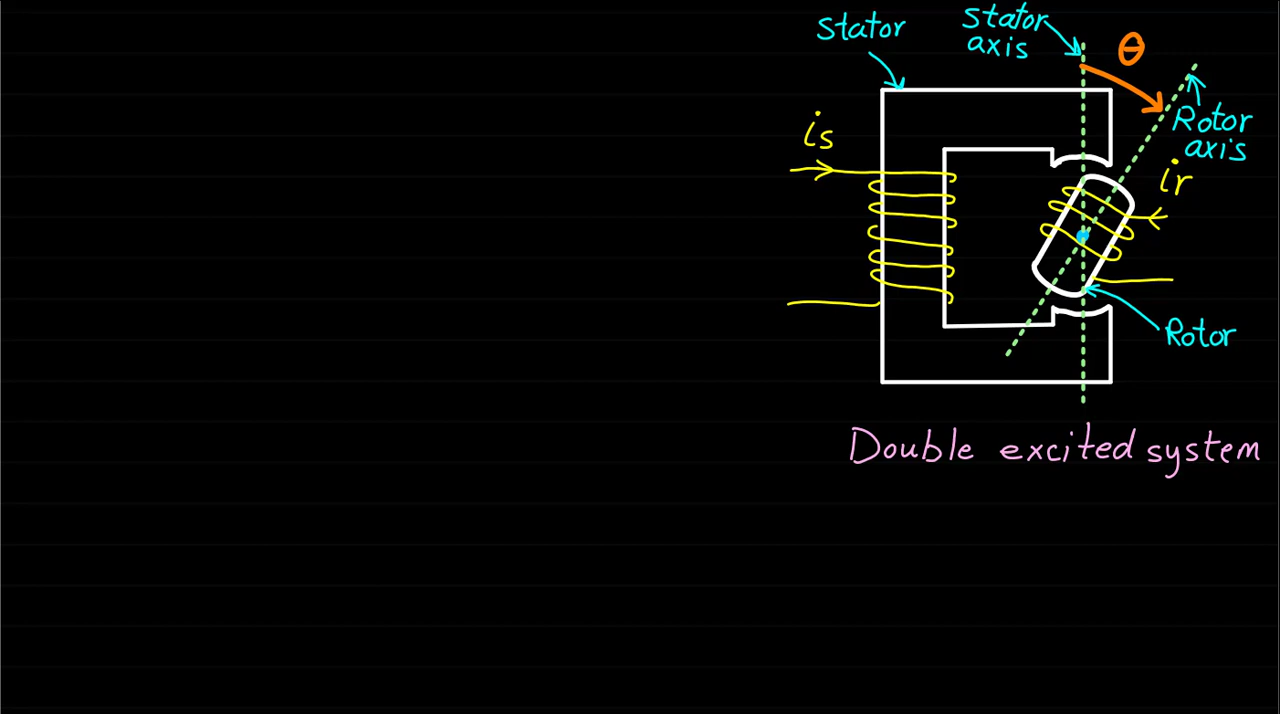 Stator
Stator
axis
θ
Rotor
axis
is
ir
Rotor
Double excited system